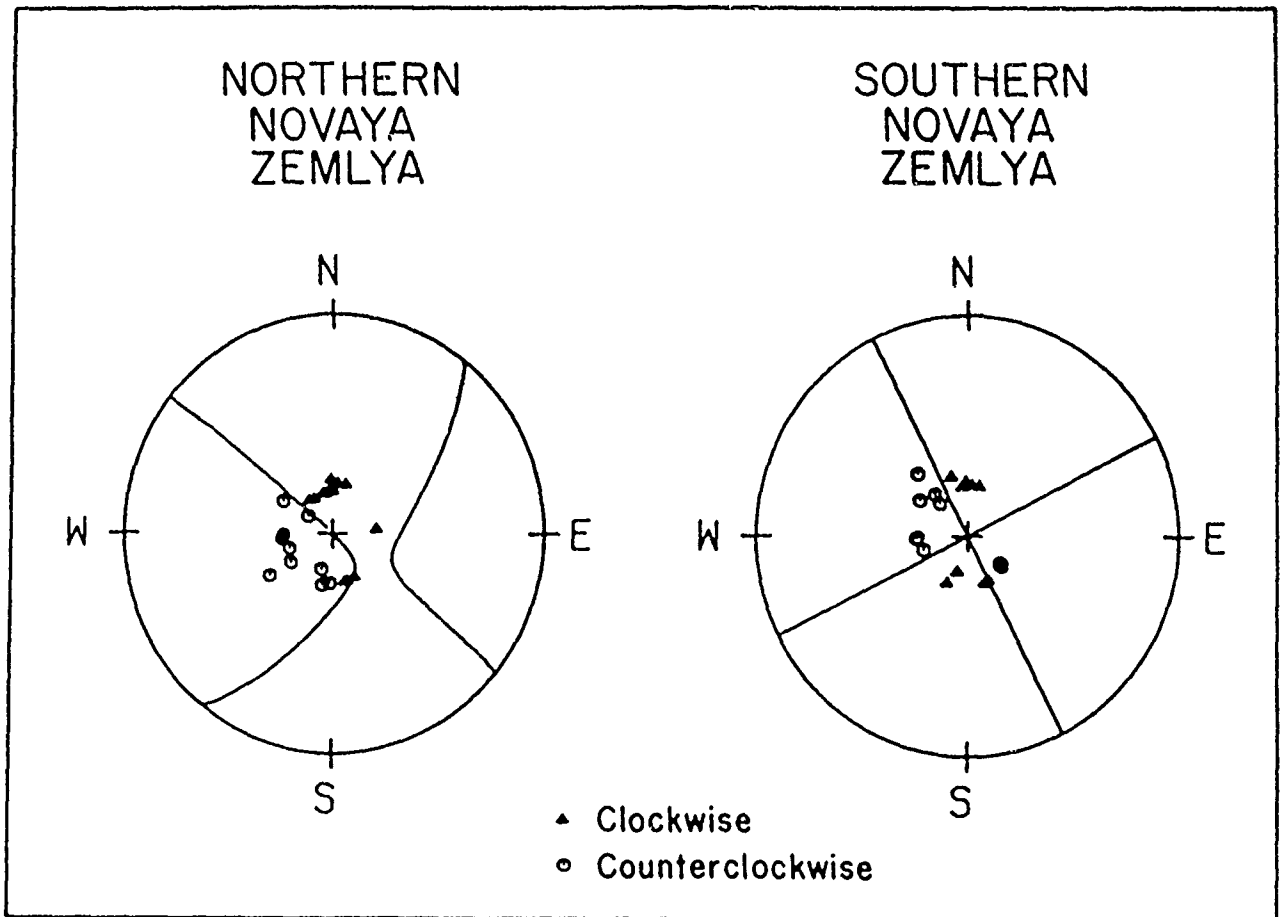 NORTHERN
NOVAYA
ZEMLYA
SOUTHERN
NOVAYA
ZEMLYA
N
W
E
S
N
W
E
S
Clockwise
Counterclockwise